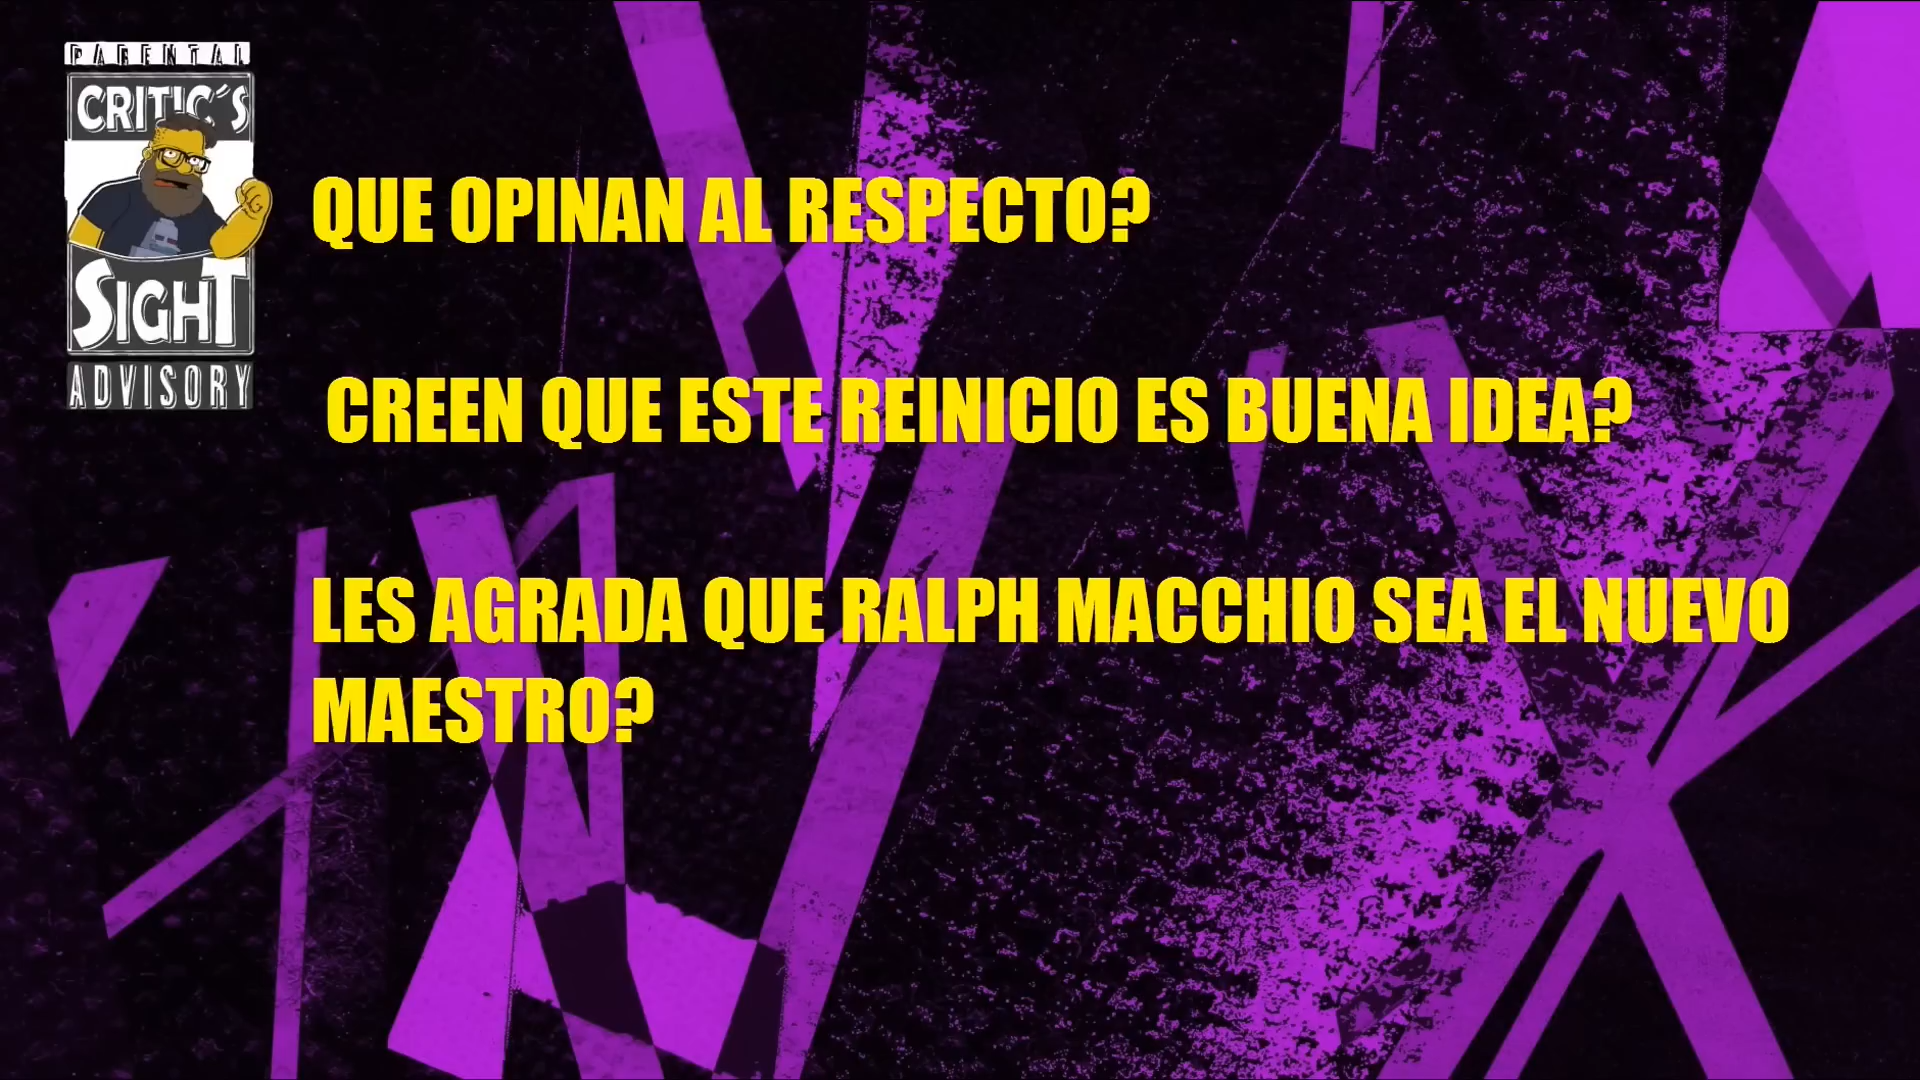 PARENTAL
CRITIC´S
SIGHT
ADVISORY
QUE OPINAN AL RESPECTO?
CREEN QUE ESTE REINICIO ES BUENA IDEA?
LES AGRADA QUE RALPH MACCHIO SEA EL NUEVO
MAESTRO?